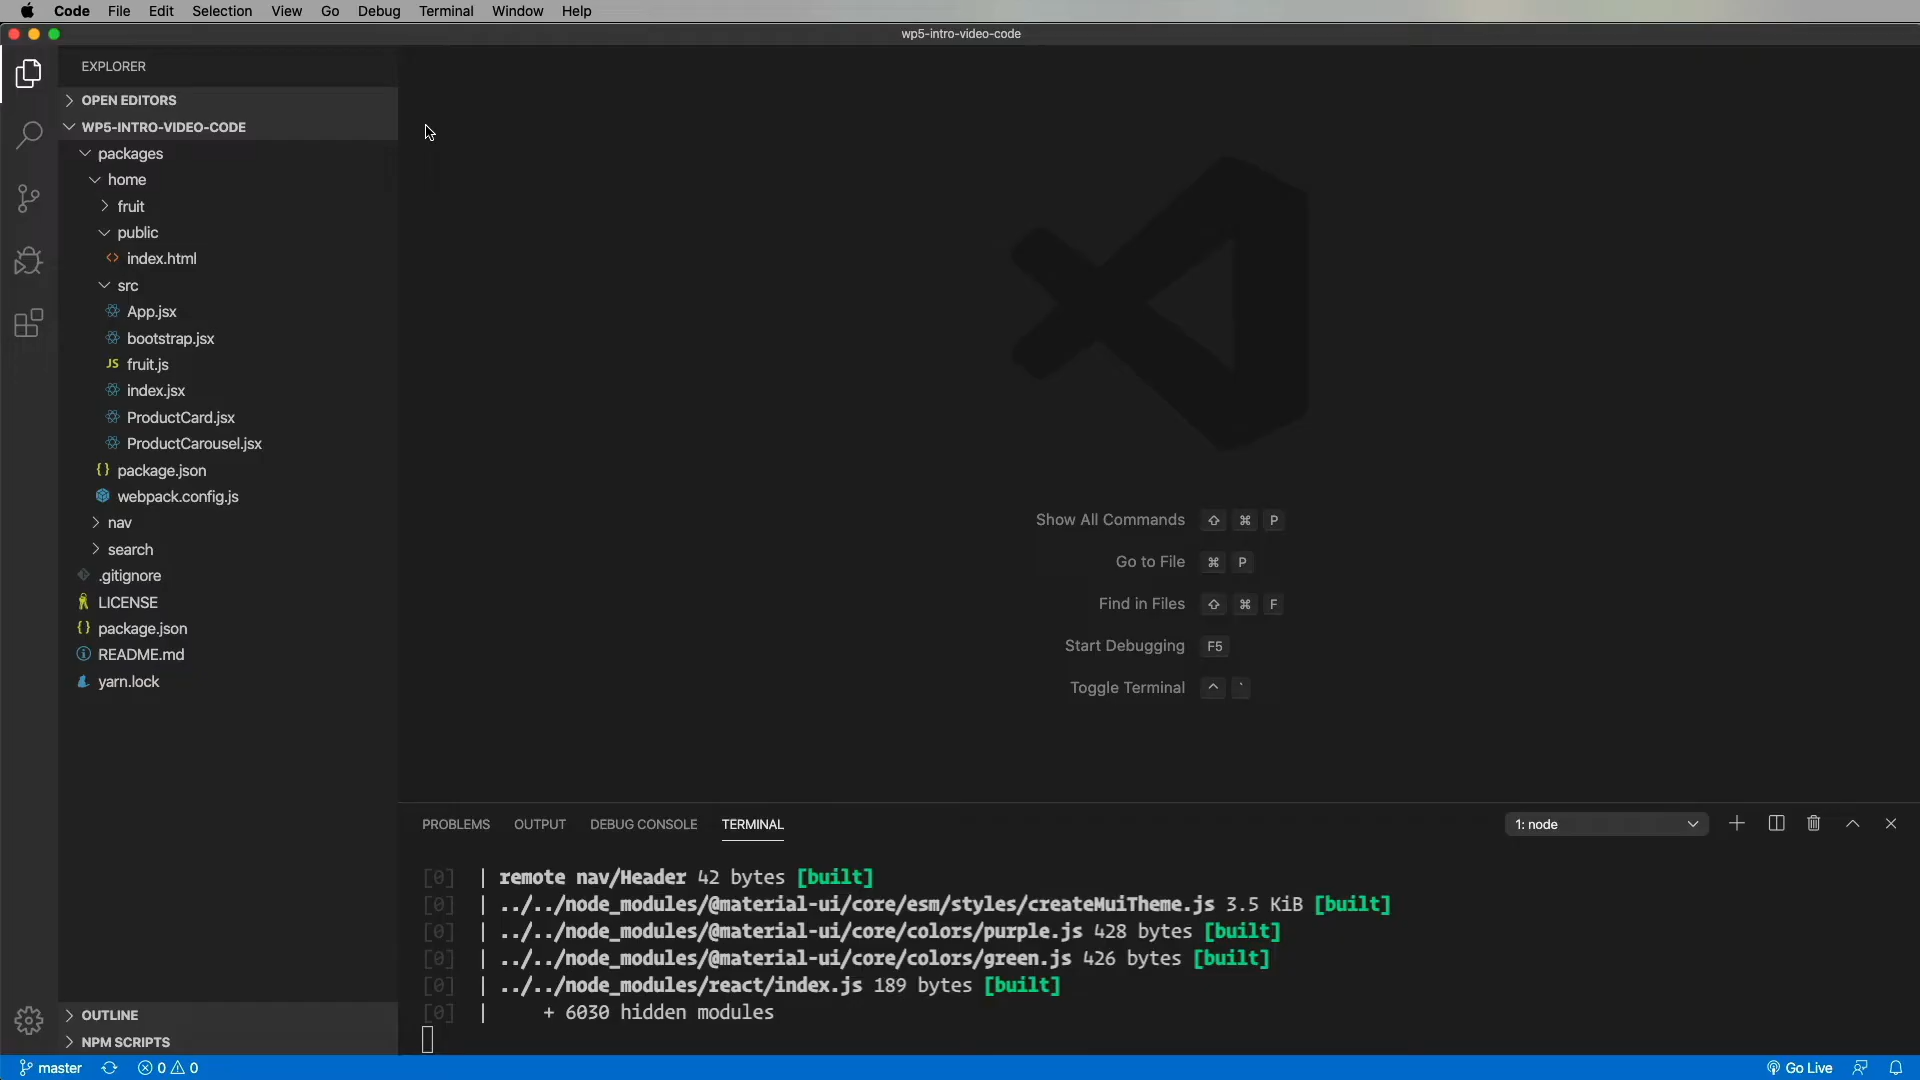 Code File Edit Selection View Go Debug Terminal Window Help
wp5-intro-video-code
EXPLORER
OPEN EDITORS
WP5-INTRO-VIDEO-CODE
packages
home
fruit
public
<> index.html
src
App.jsx
bootstrap.jsx
JS fruit.js
index.jsx
ProductCard.jsx
ProductCarousel.jsx
{} package.json
webpack.config.js
nav
search
.gitignore
LICENSE
{} package.json
README.md
yarn.lock
OUTLINE
NPM SCRIPTS
Show All Commands ⇧ ⌘ P
Go to File ⌘ P
Find in Files ⇧ ⌘ F
Start Debugging F5
Toggle Terminal ^ `
PROBLEMS OUTPUT DEBUG CONSOLE TERMINAL 1: node
[0] | remote nav/Header 42 bytes [built]
[0] | ../../node_modules/@material-ui/core/esm/styles/createMuiTheme.js 3.5 KiB [built]
[0] | ../../node_modules/@material-ui/core/colors/purple.js 428 bytes [built]
[0] | ../../node_modules/@material-ui/core/colors/green.js 426 bytes [built]
[0] | ../../node_modules/react/index.js 189 bytes [built]
[0] | + 6030 hidden modules
master 0 0 Go Live